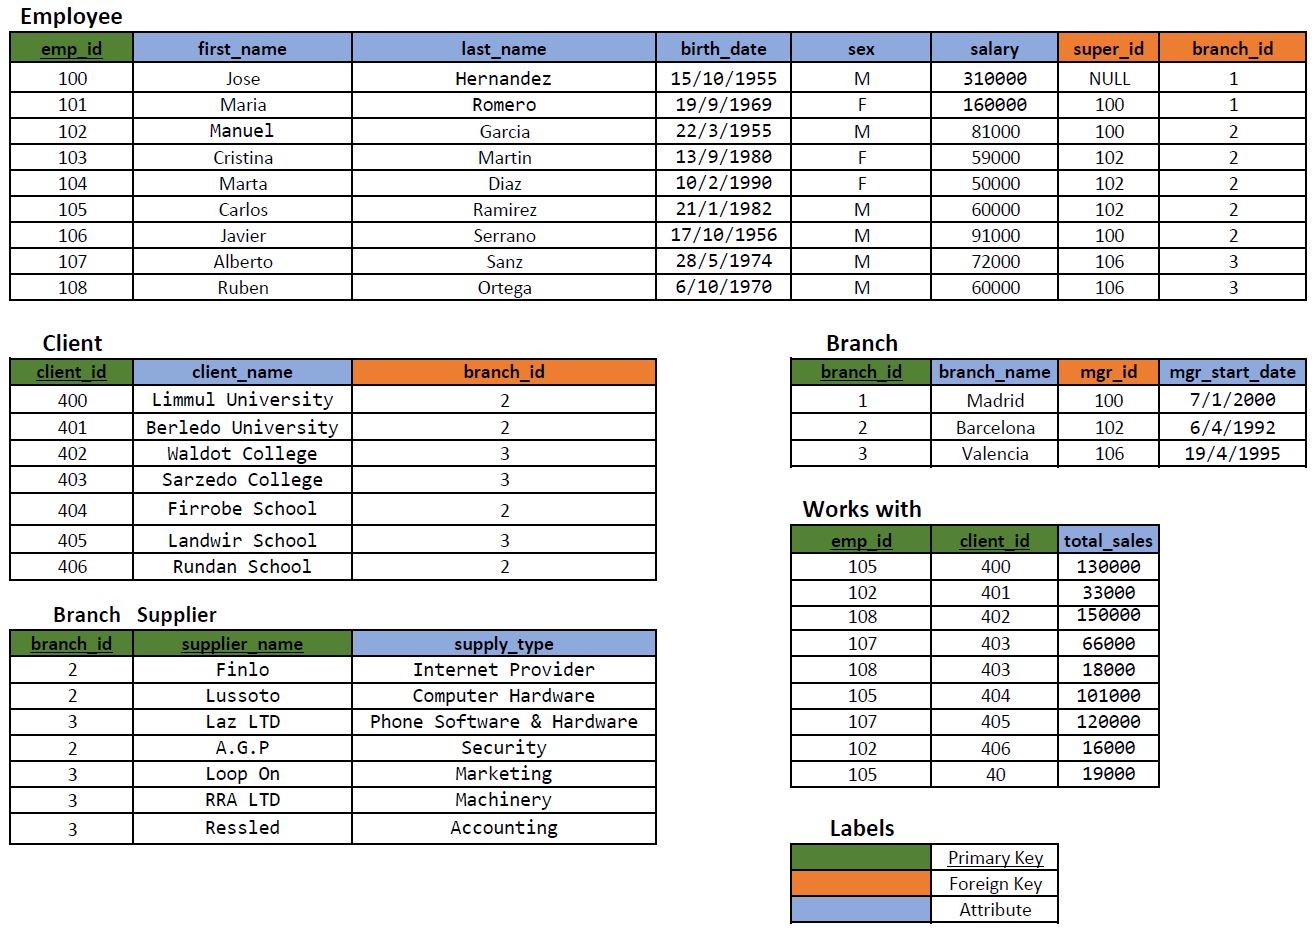 Employee
emp_id first_name last_name birth_date sex salary super_id branch_id
100 Jose Hernandez 15/10/1955 M 310000 NULL 1
101 Maria Romero 19/9/1969 F 160000 100 1
102 Manuel Garcia 22/3/1955 M 81000 100 2
103 Cristina Martin 13/9/1980 F 59000 102 2
104 Marta Diaz 10/2/1990 F 50000 102 2
105 Carlos Ramirez 21/1/1982 M 60000 102 2
106 Javier Serrano 17/10/1956 M 91000 100 2
107 Alberto Sanz 28/5/1974 M 72000 106 3
108 Ruben Ortega 6/10/1970 M 60000 106 3
Client
client_id client_name branch_id
400 Limmul University 2
401 Berledo University 2
402 Waldot College 3
403 Sarzedo College 3
404 Firrobe School 2
405 Landwir School 3
406 Rundan School 2
Branch
branch_id branch_name mgr_id mgr_start_date
1 Madrid 100 7/1/2000
2 Barcelona 102 6/4/1992
3 Valencia 106 19/4/1995
Branch Supplier
branch_id supplier_name supply_type
2 Finlo Internet Provider
2 Lussoto Computer Hardware
3 Laz LTD Phone Software & Hardware
2 A.G.P Security
3 Loop On Marketing
3 RRA LTD Machinery
3 Ressled Accounting
Works with
emp_id client_id total_sales
105 400 130000
102 401 33000
108 402 150000
107 403 66000
108 403 18000
105 404 101000
107 405 120000
102 406 16000
105 40 19000
Labels
Primary Key
Foreign Key
Attribute